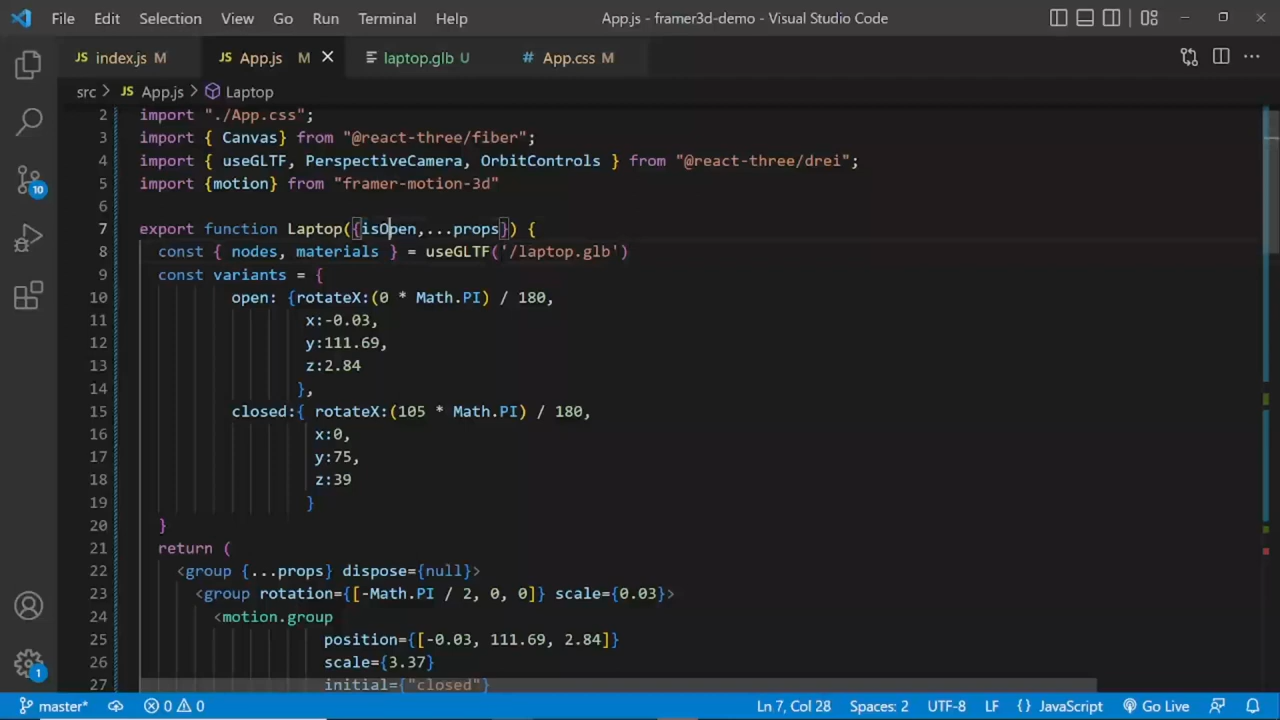 File Edit Selection View Go Run Terminal Help App.js - framer3d-demo - Visual Studio Code
JS index.js M JS App.js M laptop.glb U # App.css M
src > JS App.js > Laptop
2 import "./App.css";
3 import { Canvas} from "@react-three/fiber";
4 import { useGLTF, PerspectiveCamera, OrbitControls } from "@react-three/drei";
5 import {motion} from "framer-motion-3d"
6
7 export function Laptop({isOpen,...props}) {
8 const { nodes, materials } = useGLTF('/laptop.glb')
9 const variants = {
10 open: {rotateX:(0 * Math.PI) / 180,
11 x:-0.03,
12 y:111.69,
13 z:2.84
14 },
15 closed:{ rotateX:(105 * Math.PI) / 180,
16 x:0,
17 y:75,
18 z:39
19 }
20 }
21 return (
22 <group {...props} dispose={null}>
23 <group rotation={[-Math.PI / 2, 0, 0]} scale={0.03}>
24 <motion.group
25 position={[-0.03, 111.69, 2.84]}
26 scale={3.37}
27 initial={"closed"}
10
1
master* 0 0 Ln 7, Col 28 Spaces: 2 UTF-8 LF {} JavaScript Go Live